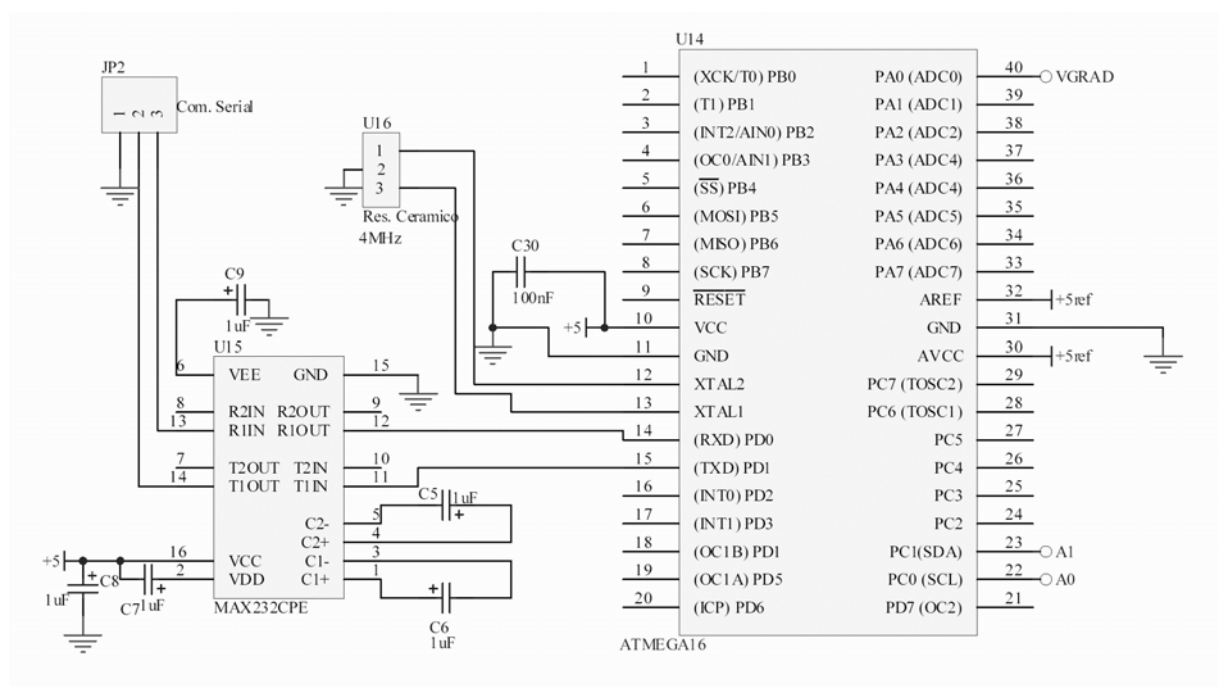 JP2
1 2 3
Com. Serial
U16
1
2
3
Res. Ceramico
4MHz
C30
100nF
+5
C9
+
1uF
U15
6 VEE GND 15
8 R2IN R2OUT 9
13 R1IN R1OUT 12
7 T2OUT T2IN 10
14 T1OUT T1IN 11
C2- 5
C2+ 4
16 VCC C1- 3
2 VDD C1+ 1
MAX232CPE
C5 1uF
+
+
C6
1uF
+5
+ C8
1uF
C7 1uF
+
U14
1 (XCK/T0) PB0 PA0 (ADC0) 40 VGRAD
2 (T1) PB1 PA1 (ADC1) 39
3 (INT2/AIN0) PB2 PA2 (ADC2) 38
4 (OC0/AIN1) PB3 PA3 (ADC4) 37
5 (SS) PB4 PA4 (ADC4) 36
6 (MOSI) PB5 PA5 (ADC5) 35
7 (MISO) PB6 PA6 (ADC6) 34
8 (SCK) PB7 PA7 (ADC7) 33
9 RESET AREF 32 +5ref
10 VCC GND 31
11 GND AVCC 30 +5ref
12 XTAL2 PC7 (TOSC2) 29
13 XTAL1 PC6 (TOSC1) 28
14 (RXD) PD0 PC5 27
15 (TXD) PD1 PC4 26
16 (INT0) PD2 PC3 25
17 (INT1) PD3 PC2 24
18 (OC1B) PD1 PC1(SDA) 23 A1
19 (OC1A) PD5 PC0 (SCL) 22 A0
20 (ICP) PD6 PD7 (OC2) 21
ATMEGA16